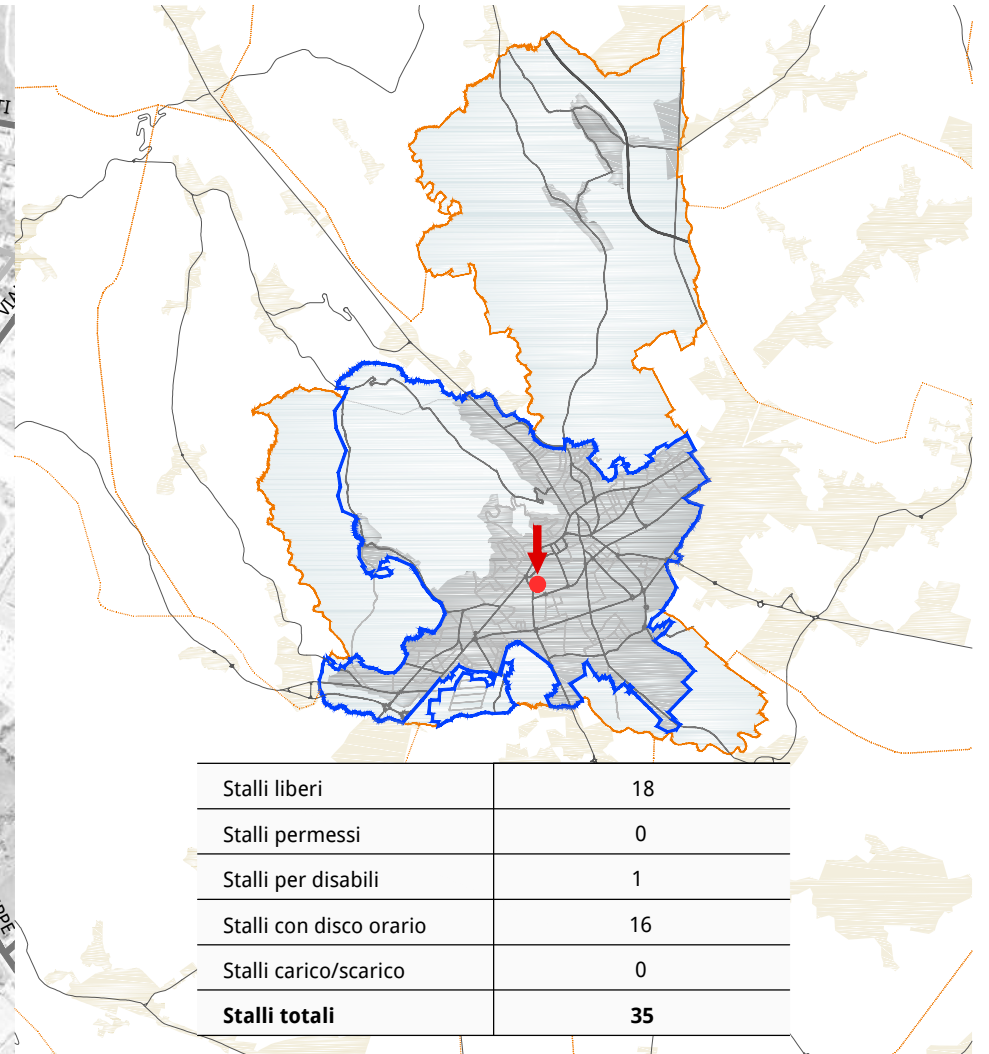 Stalli liberi 18
Stalli permessi 0
Stalli per disabili 1
Stalli con disco orario 16
Stalli carico/scarico 0
Stalli totali 35